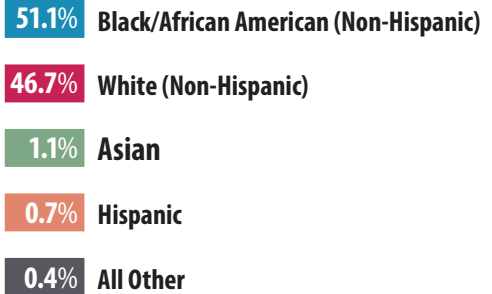 51.1% Black/African American (Non-Hispanic)
46.7% White (Non-Hispanic)
1.1% Asian
0.7% Hispanic
0.4% All Other